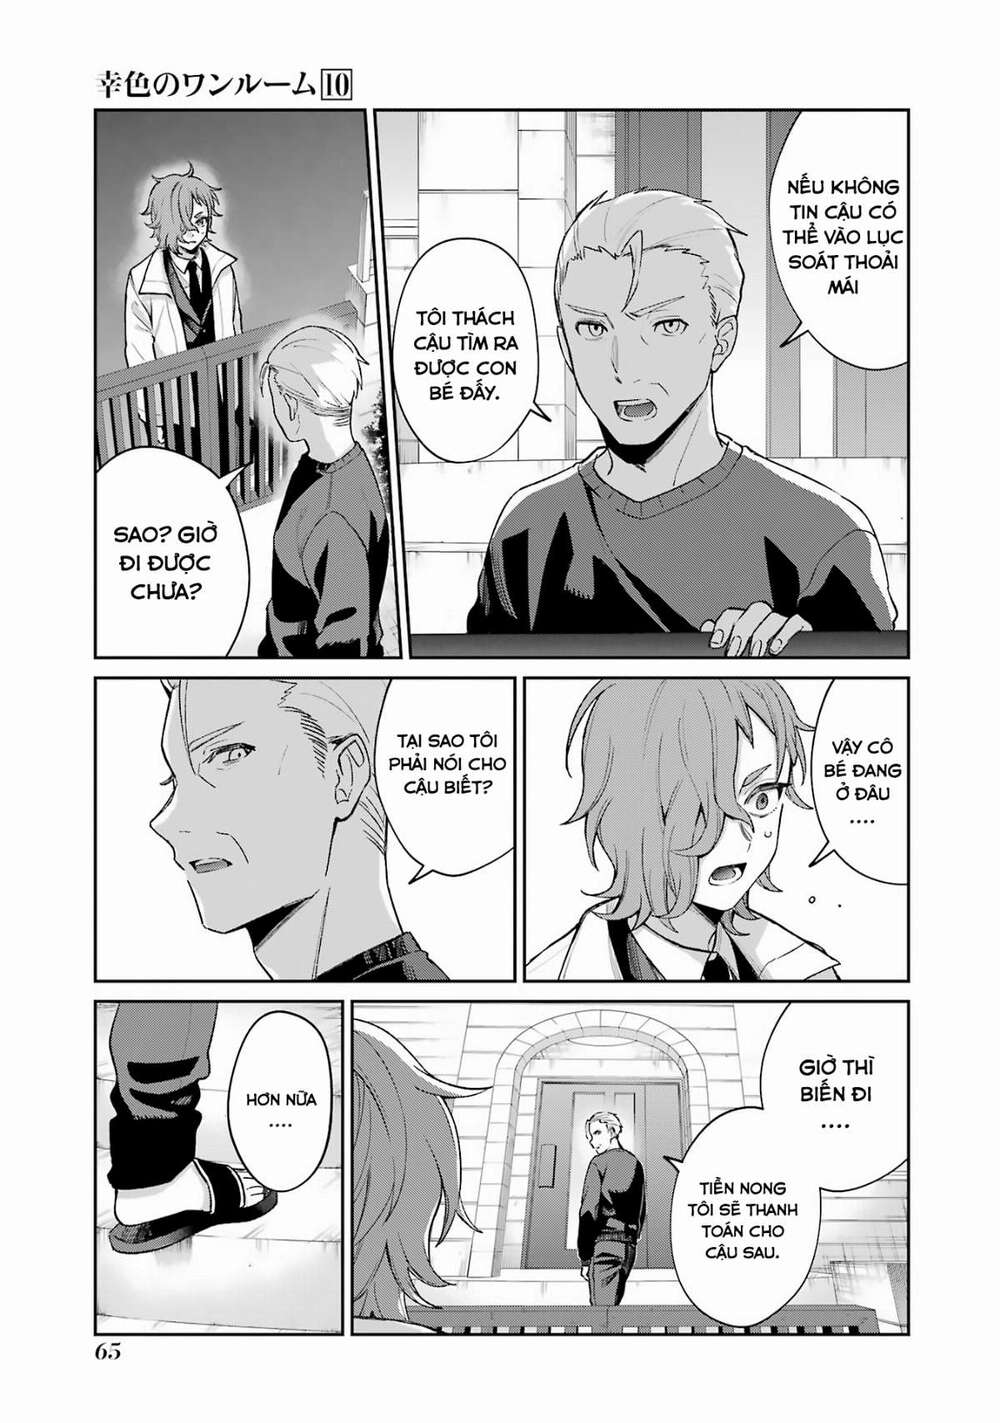 幸色のワンルーム 10
NẾU KHÔNG
TIN CẬU CÓ
THỂ VÀO LỤC
SOÁT THOẢI
MÁI
TÔI THÁCH
CẬU TÌM RA
ĐƯỢC CON
BÉ ĐẤY.
SAO? GIỜ
ĐI ĐƯỢC
CHƯA?
VẬY CÔ
BÉ ĐANG
Ở ĐÂU
....
TẠI SAO TÔI
PHẢI NÓI CHO
CẬU BIẾT?
GIỜ THÌ
BIẾN ĐI
....
TIỀN NONG
TÔI SẼ THANH
TOÁN CHO
CẬU SAU.
HƠN NỮA
....
65